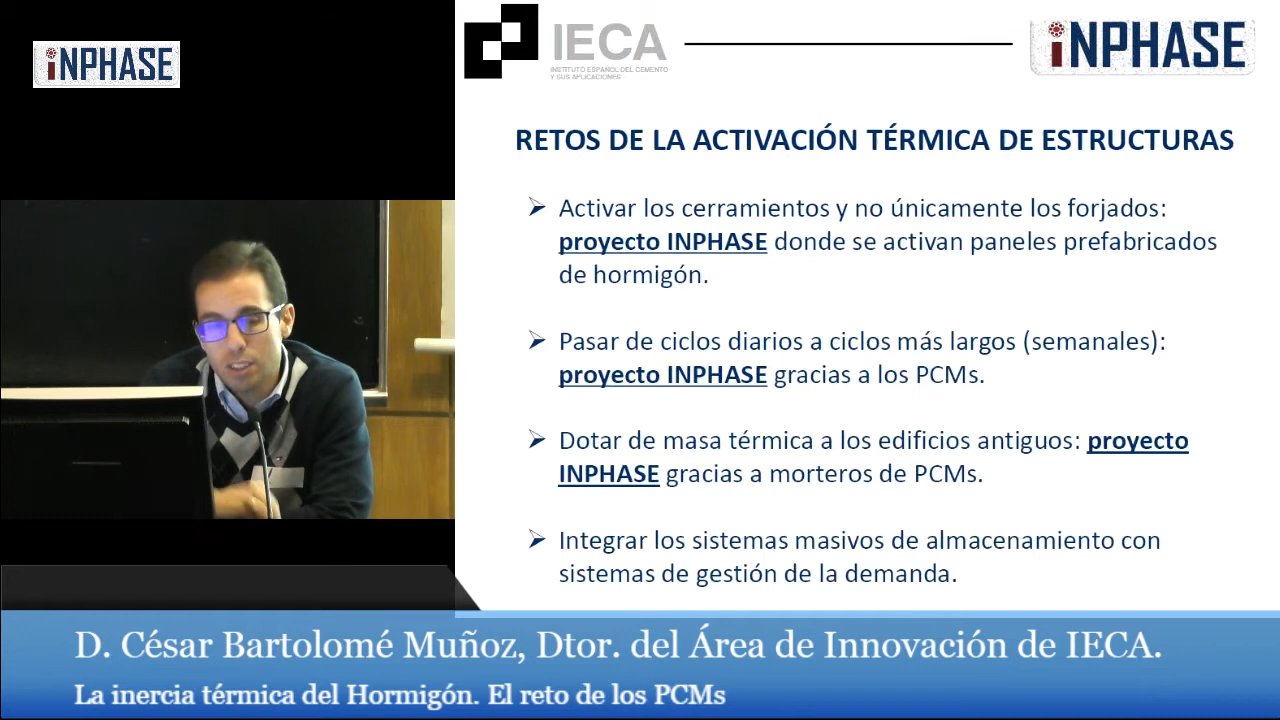 iNPHASE
IECA
INSTITUTO ESPAÑOL DEL CEMENTO
Y SUS APLICACIONES
iNPHASE
RETOS DE LA ACTIVACIÓN TÉRMICA DE ESTRUCTURAS
Activar los cerramientos y no únicamente los forjados:
proyecto INPHASE donde se activan paneles prefabricados
de hormigón.
Pasar de ciclos diarios a ciclos más largos (semanales):
proyecto INPHASE gracias a los PCMs.
Dotar de masa térmica a los edificios antiguos: proyecto
INPHASE gracias a morteros de PCMs.
Integrar los sistemas masivos de almacenamiento con
sistemas de gestión de la demanda.
D. César Bartolomé Muñoz, Dtor. del Área de Innovación de IECA.
La inercia térmica del Hormigón. El reto de los PCMs